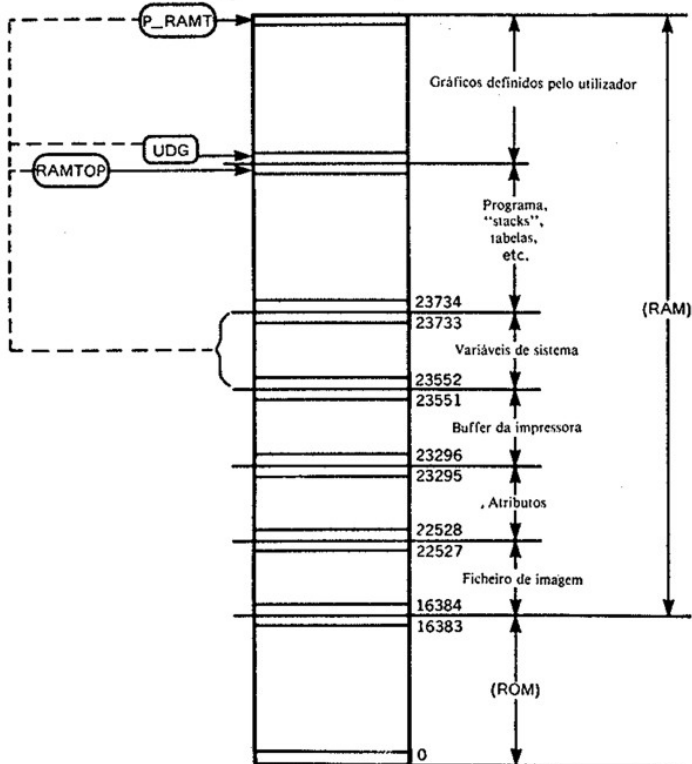 P_RAMT
Gráficos definidos pelo utilizador
UDG
RAMTOP
Programa,
"stacks",
tabelas,
etc.
23734
(RAM)
23733
Variáveis de sistema
23552
23551
Buffer da impressora
23296
23295
Atributos
22528
22527
Ficheiro de imagem
16384
16383
(ROM)
0